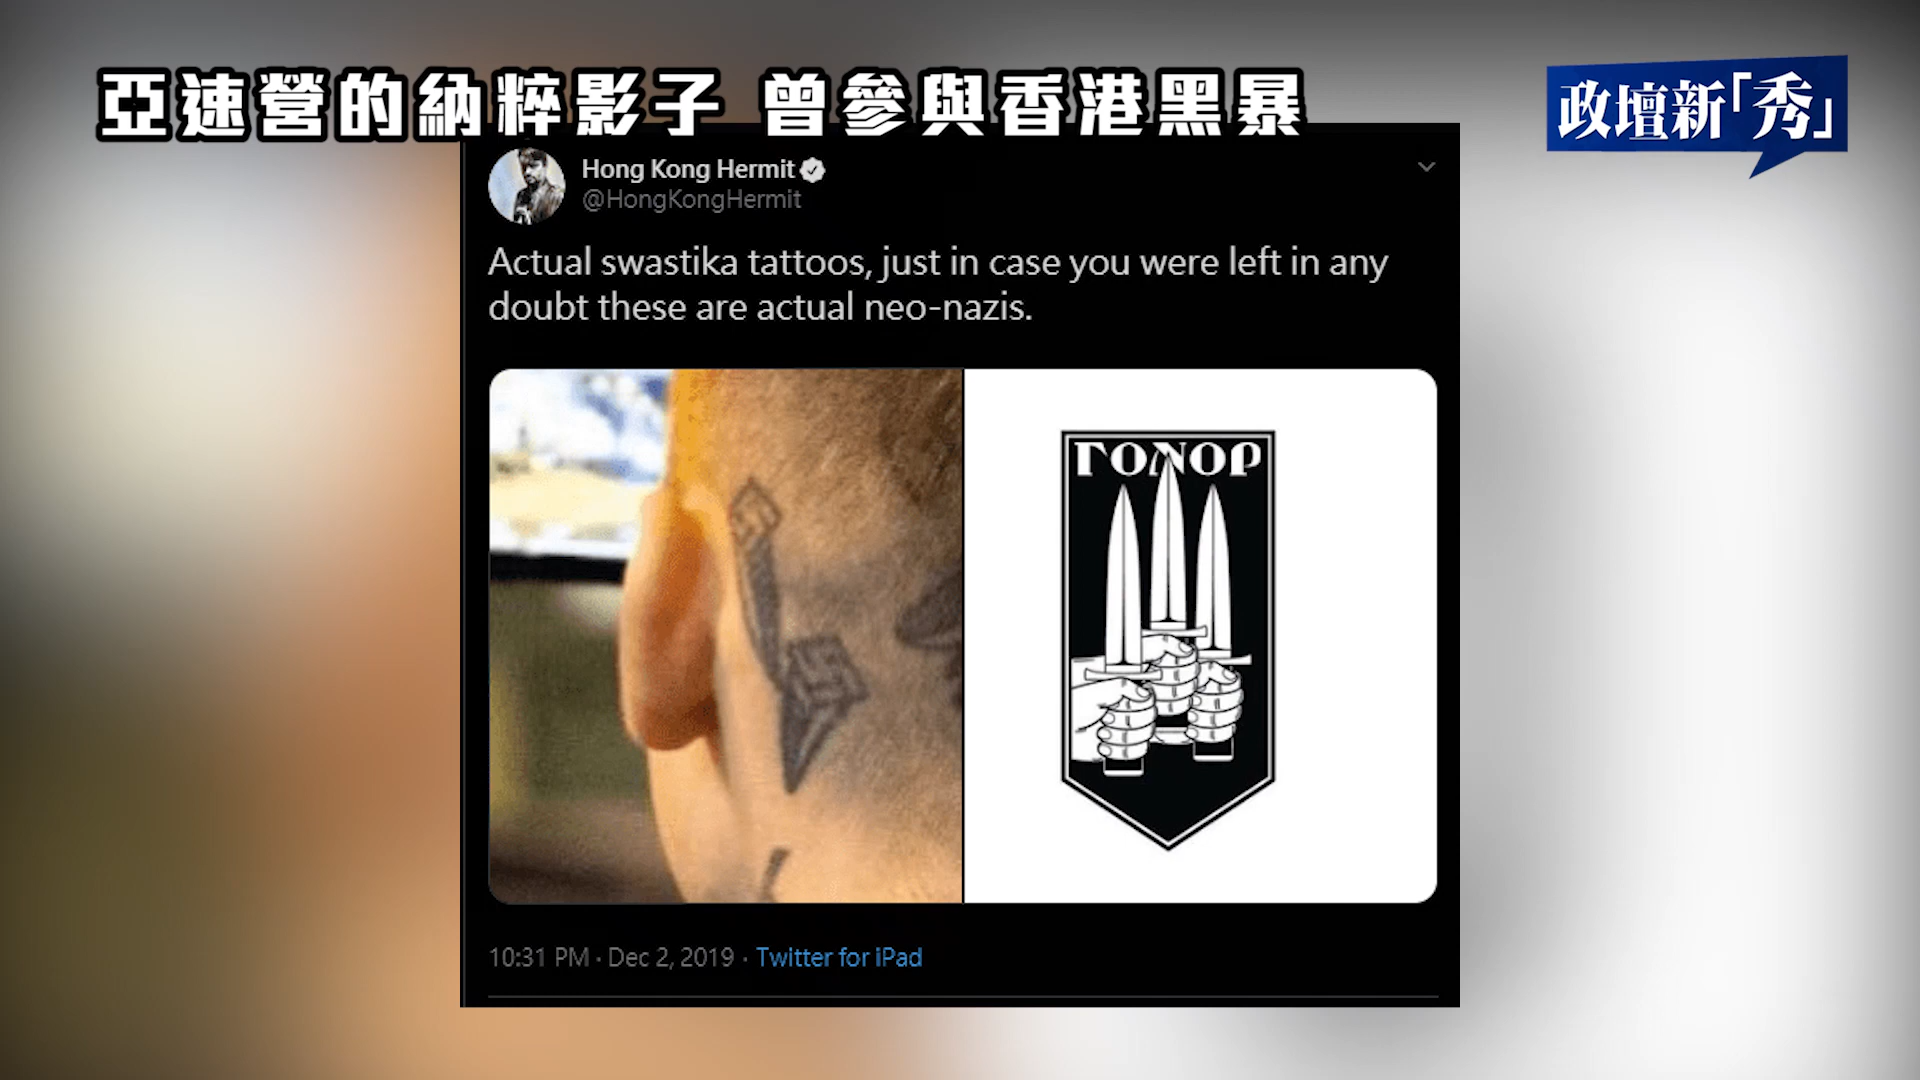 亞速營的納粹影子 曾參與香港黑暴
政壇新「秀」
Hong Kong Hermit
@HongKongHermit
Actual swastika tattoos, just in case you were left in any
doubt these are actual neo-nazis.
ГОНОР
10:31 PM · Dec 2, 2019 · Twitter for iPad